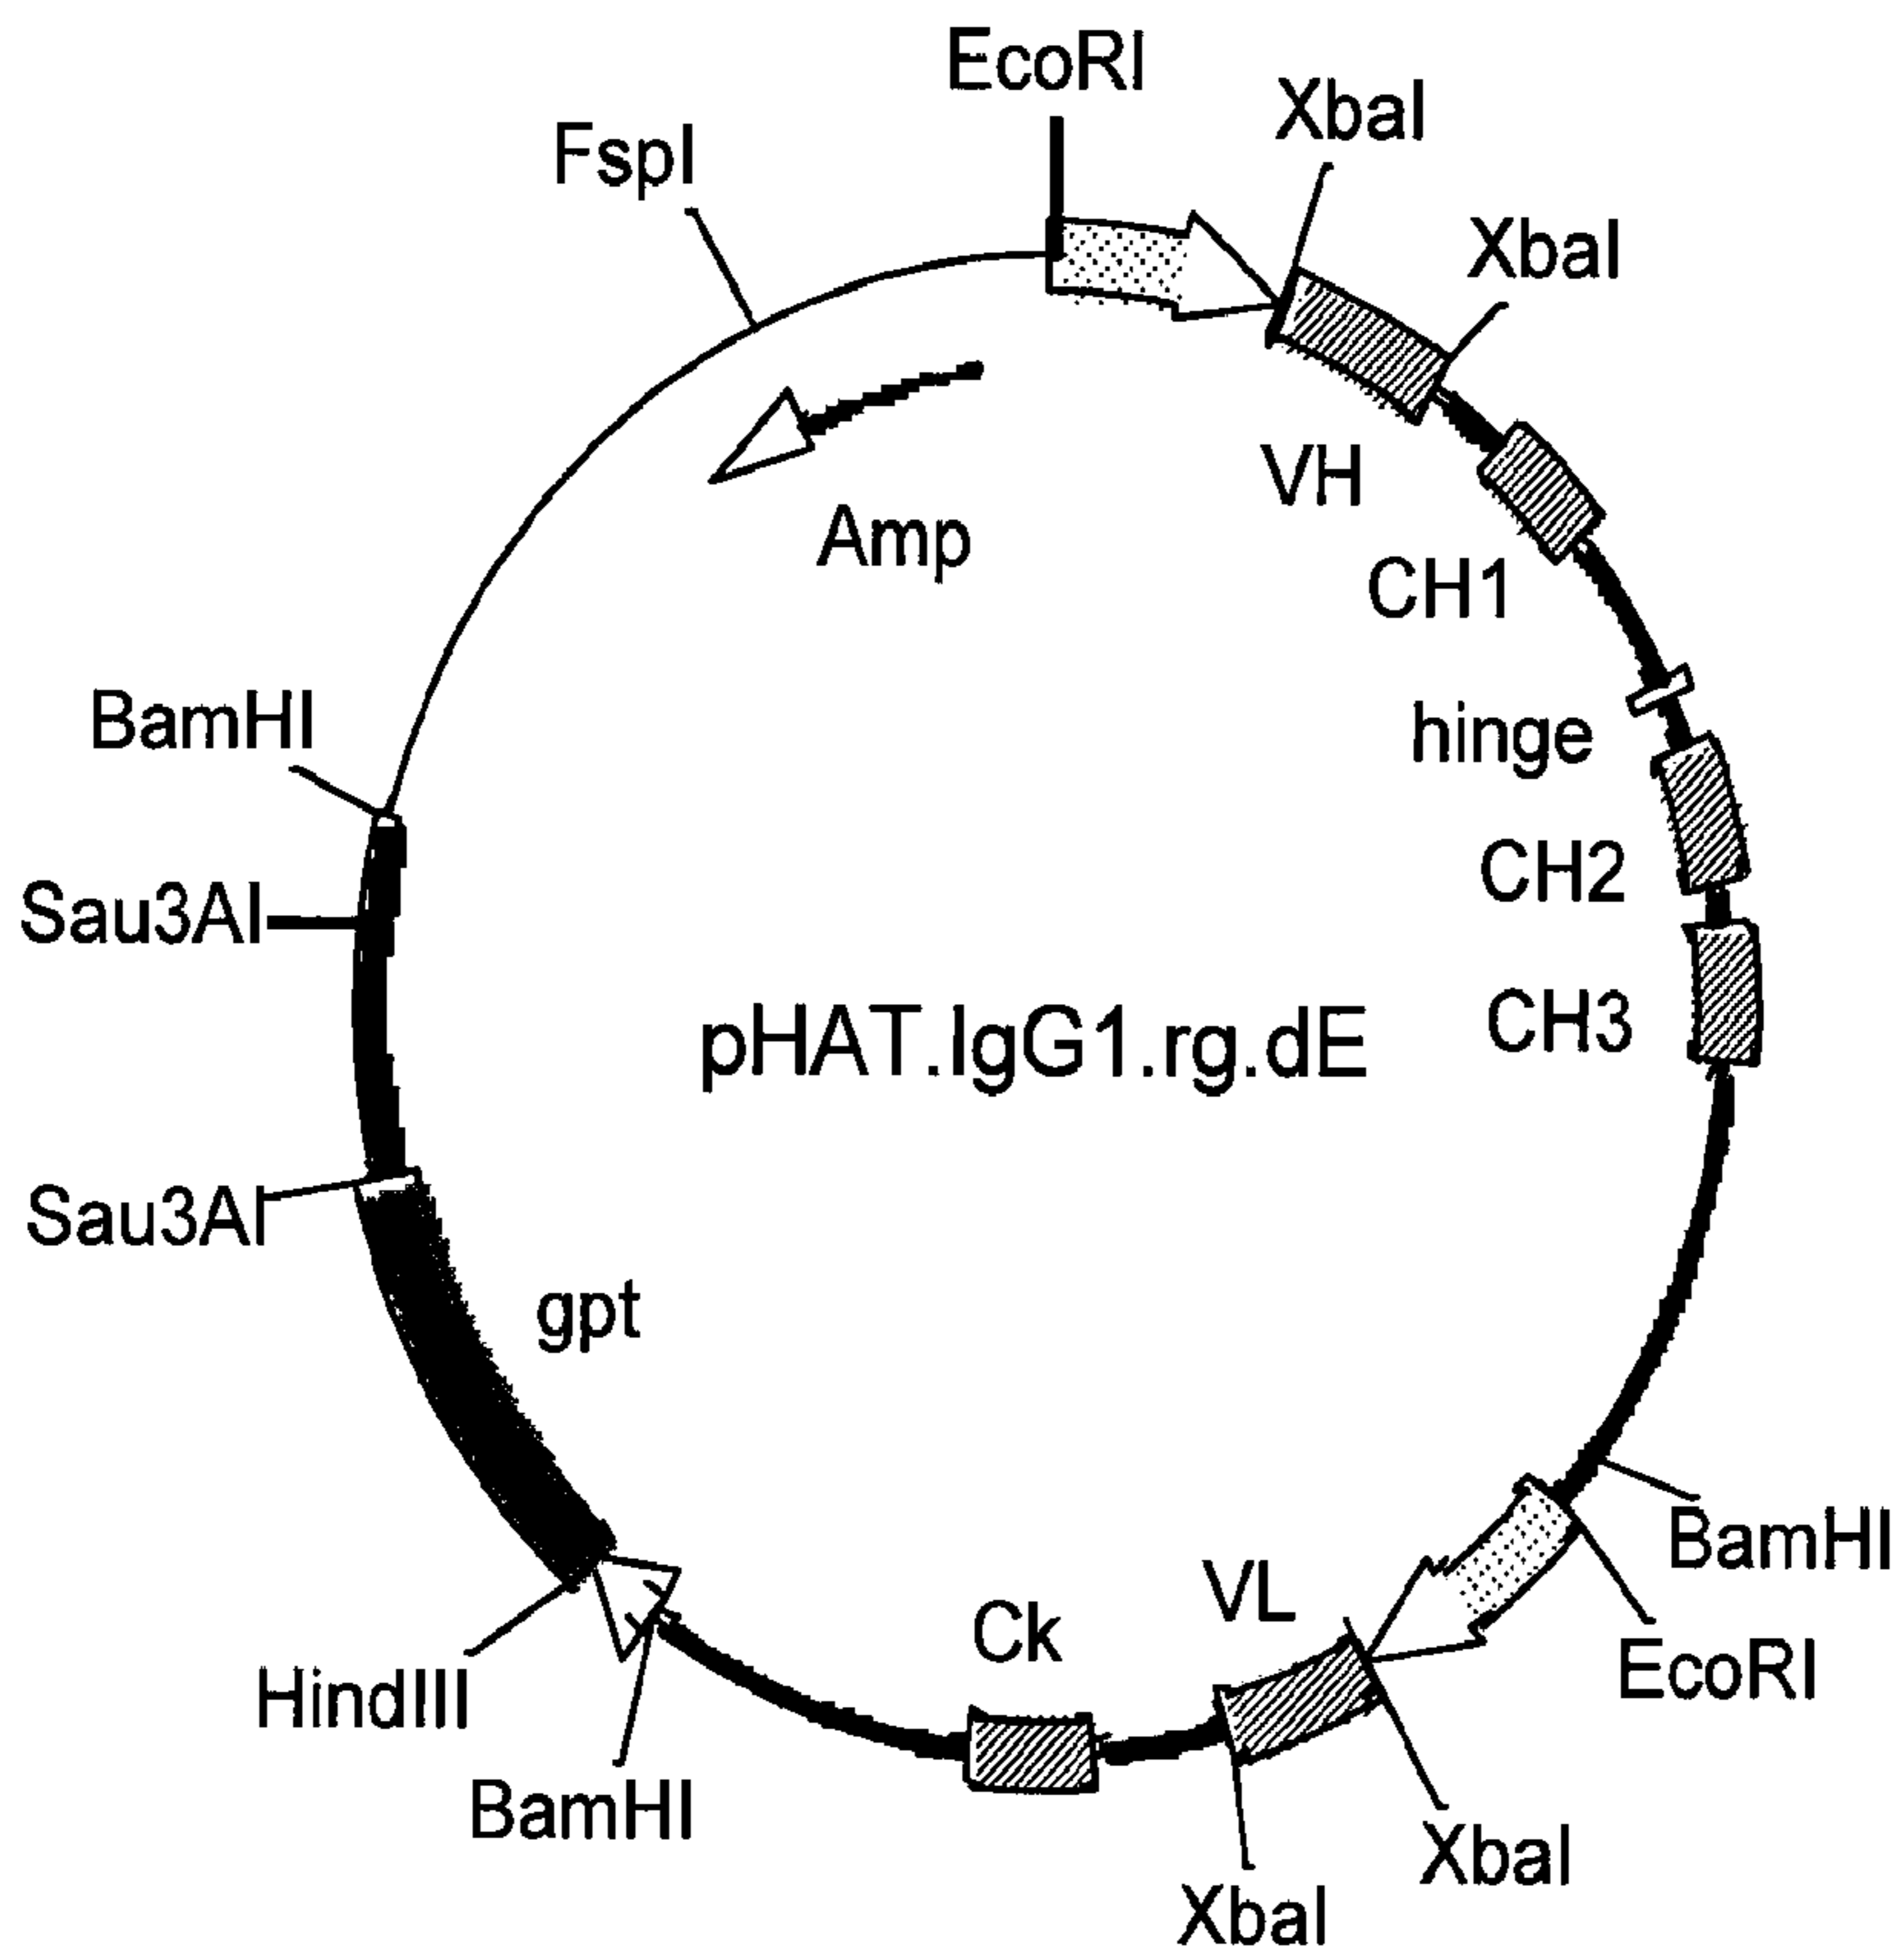 EcoRI
XbaI
FspI
XbaI
VH
Amp
CH1
BamHI
hinge
CH2
Sau3AI
CH3
pHAT.IgG1.rg.dE
Sau3AI
gpt
BamHI
VL
Ck
EcoRI
HindIII
BamHI
XbaI
XbaI